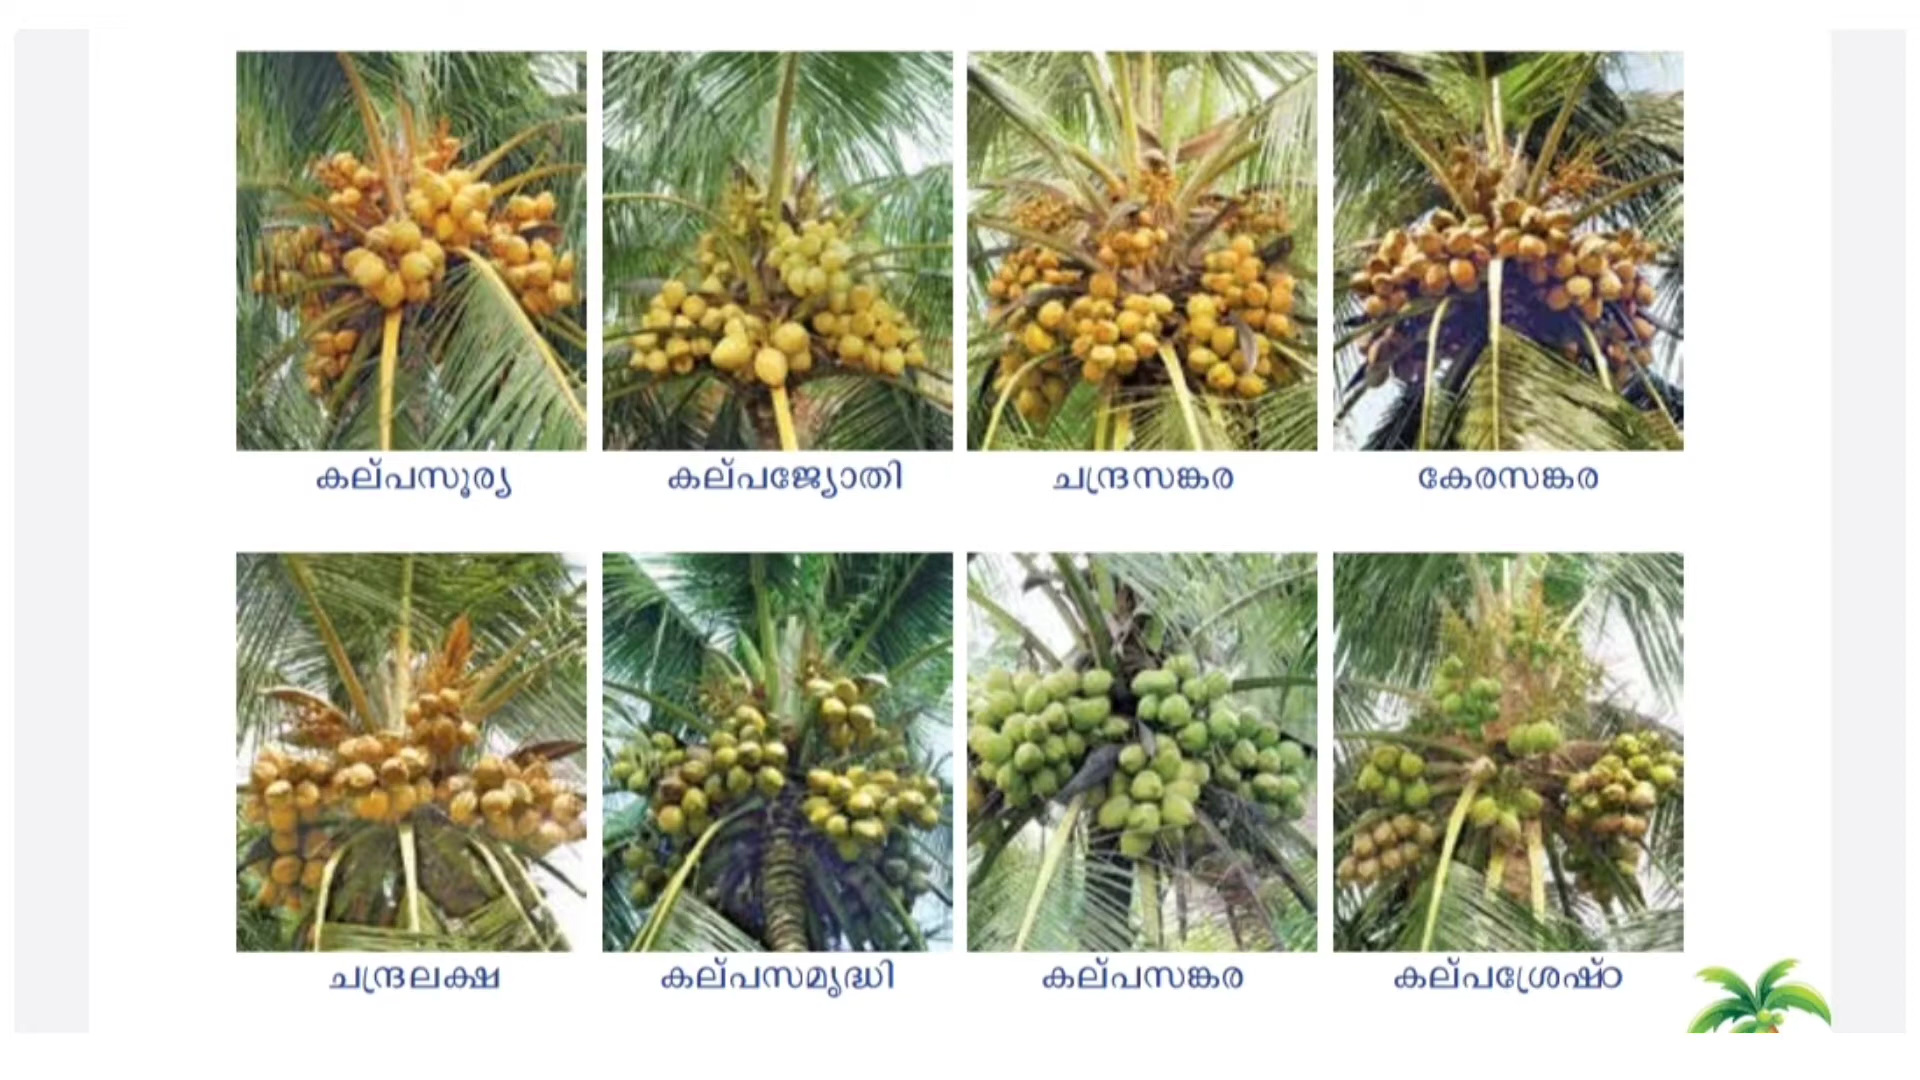 കല്പസൂര്യ കല്പജ്യോതി ചന്ദ്രസങ്കര കേരസങ്കര
ചന്ദ്രലക്ഷ കല്പസമൃദ്ധി കല്പസങ്കര കല്പശ്രേഷ്ഠ